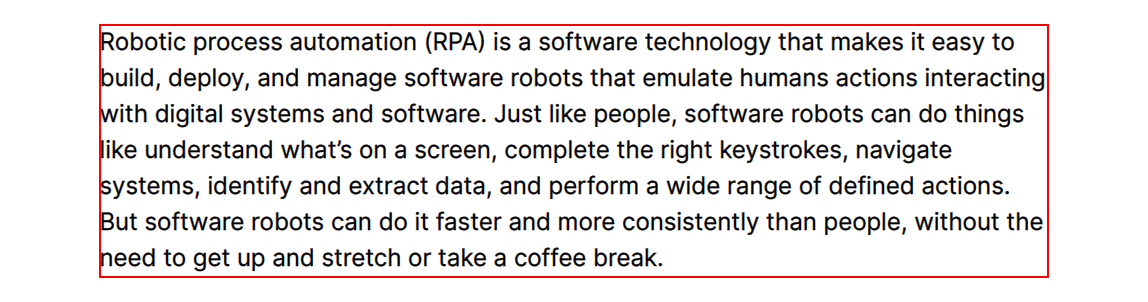 Robotic process automation (RPA) is a software technology that makes it easy to
build, deploy, and manage software robots that emulate humans actions interacting
with digital systems and software. Just like people, software robots can do things
like understand what’s on a screen, complete the right keystrokes, navigate
systems, identify and extract data, and perform a wide range of defined actions.
But software robots can do it faster and more consistently than people, without the
need to get up and stretch or take a coffee break.